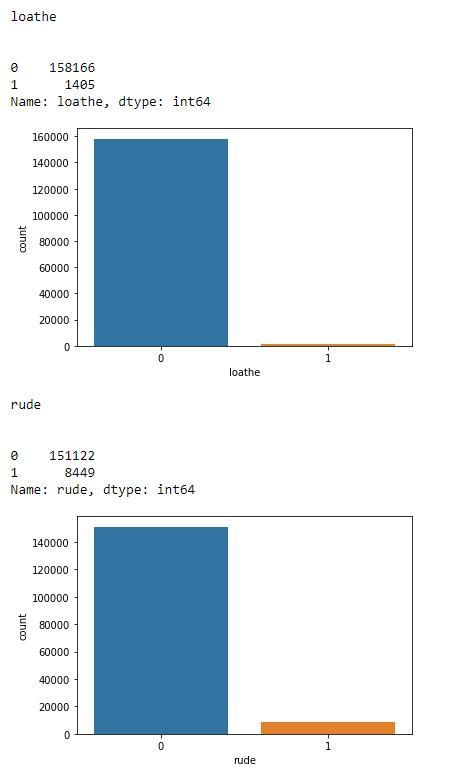 loathe
0    158166
1      1405
Name: loathe, dtype: int64
160000
140000
120000
100000
80000
60000
40000
20000
0
count
0 1
loathe
rude
0    151122
1      8449
Name: rude, dtype: int64
140000
120000
100000
80000
60000
40000
20000
0
count
0 1
rude